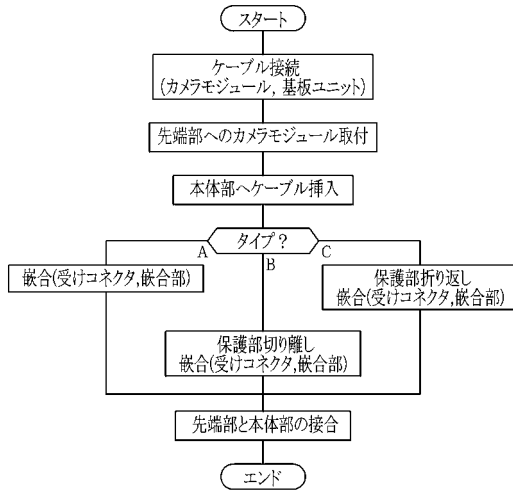 スタート
ケーブル接続
(カメラモジュール, 基板ユニット)
先端部へのカメラモジュール取付
本体部へケーブル挿入
タイプ?
A
B
C
嵌合(受けコネクタ,嵌合部)
保護部折り返し
嵌合(受けコネクタ,嵌合部)
保護部切り離し
嵌合(受けコネクタ,嵌合部)
先端部と本体部の接合
エンド